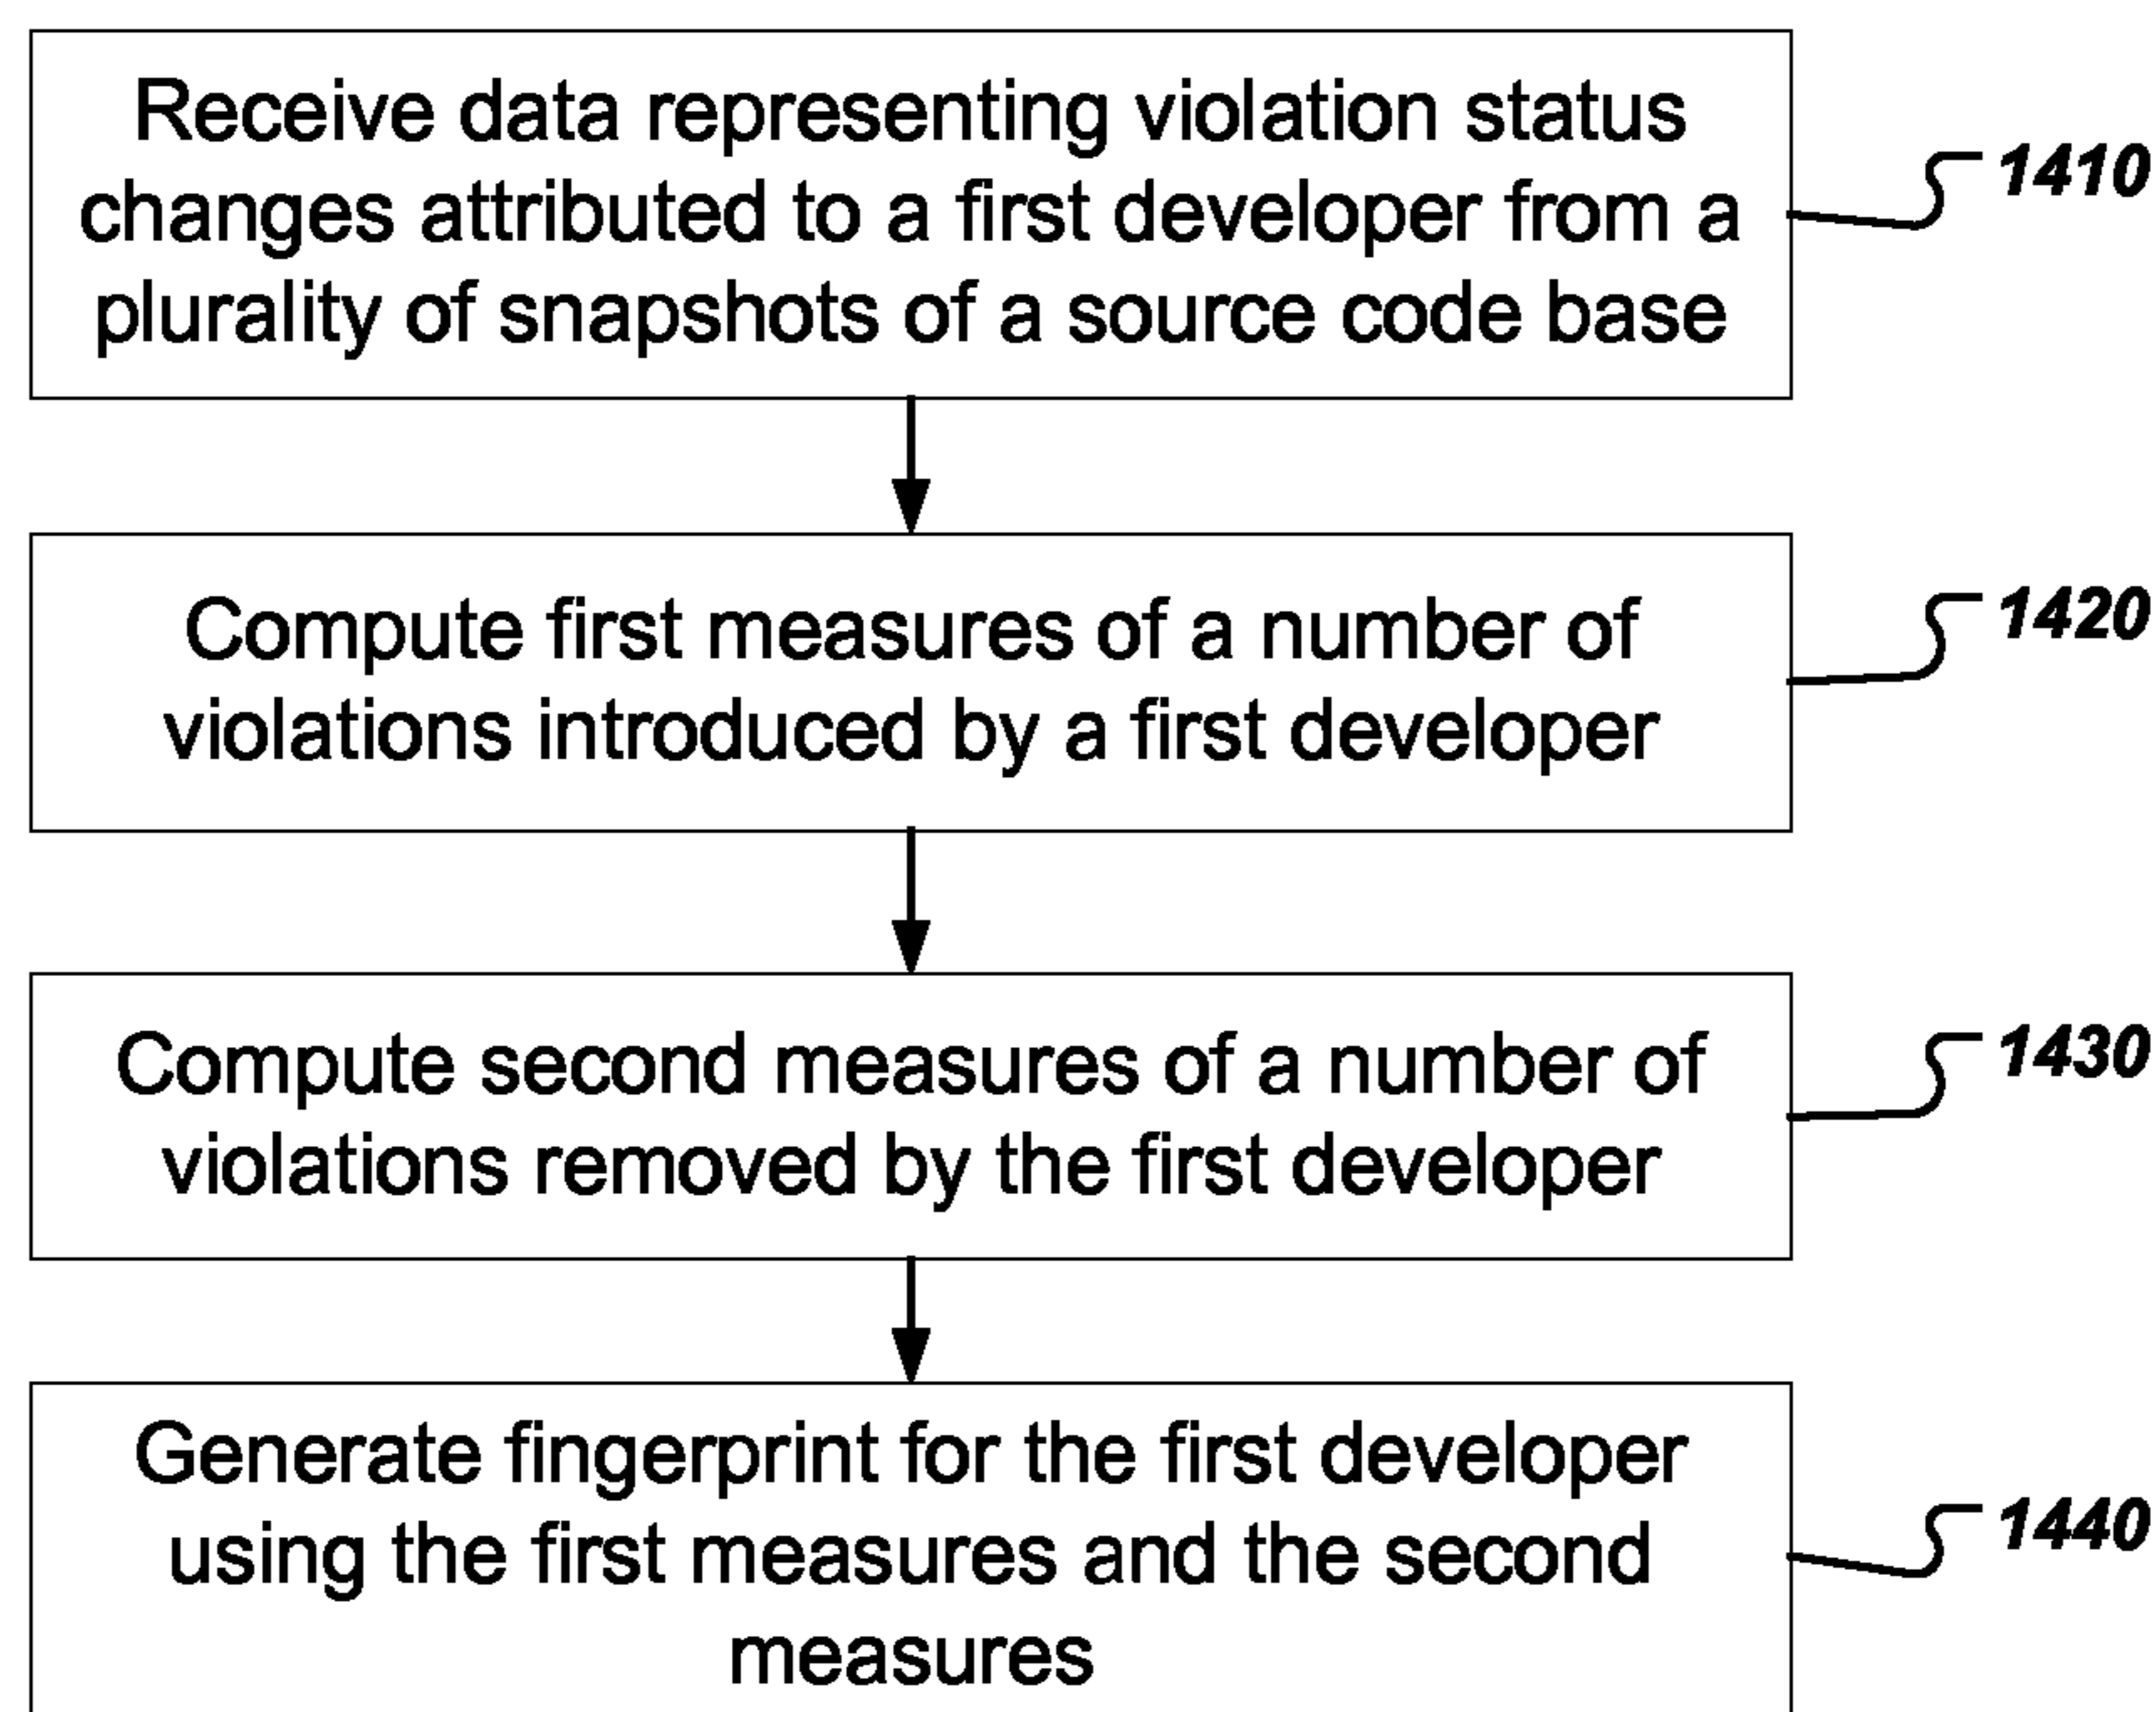 Receive data representing violation status
changes attributed to a first developer from a
plurality of snapshots of a source code base
1410
Compute first measures of a number of
violations introduced by a first developer
1420
Compute second measures of a number of
violations removed by the first developer
1430
Generate fingerprint for the first developer
using the first measures and the second
measures
1440